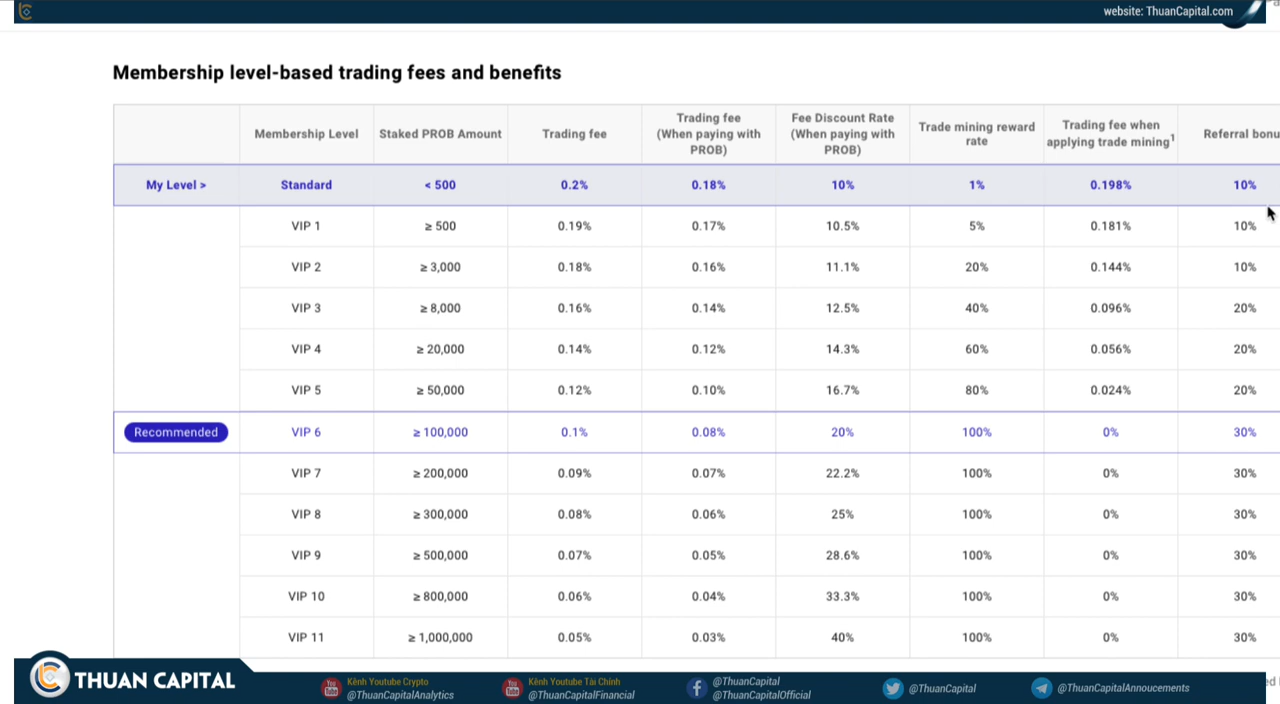 website: ThuanCapital.com
Membership level-based trading fees and benefits
Membership Level Staked PROB Amount Trading fee Trading fee (When paying with PROB) Fee Discount Rate (When paying with PROB) Trade mining reward rate Trading fee when applying trade mining1 Referral bonu
My Level > Standard < 500 0.2% 0.18% 10% 1% 0.198% 10%
VIP 1 ≥ 500 0.19% 0.17% 10.5% 5% 0.181% 10%
VIP 2 ≥ 3,000 0.18% 0.16% 11.1% 20% 0.144% 10%
VIP 3 ≥ 8,000 0.16% 0.14% 12.5% 40% 0.096% 20%
VIP 4 ≥ 20,000 0.14% 0.12% 14.3% 60% 0.056% 20%
VIP 5 ≥ 50,000 0.12% 0.10% 16.7% 80% 0.024% 20%
Recommended VIP 6 ≥ 100,000 0.1% 0.08% 20% 100% 0% 30%
VIP 7 ≥ 200,000 0.09% 0.07% 22.2% 100% 0% 30%
VIP 8 ≥ 300,000 0.08% 0.06% 25% 100% 0% 30%
VIP 9 ≥ 500,000 0.07% 0.05% 28.6% 100% 0% 30%
VIP 10 ≥ 800,000 0.06% 0.04% 33.3% 100% 0% 30%
VIP 11 ≥ 1,000,000 0.05% 0.03% 40% 100% 0% 30%
THUAN CAPITAL
Kênh Youtube Crypto
@ThuanCapitalAnalytics
Kênh Youtube Tài Chính
@ThuanCapitalFinancial
@ThuanCapital
@ThuanCapitalOfficial
@ThuanCapital
@ThuanCapitalAnnoucements